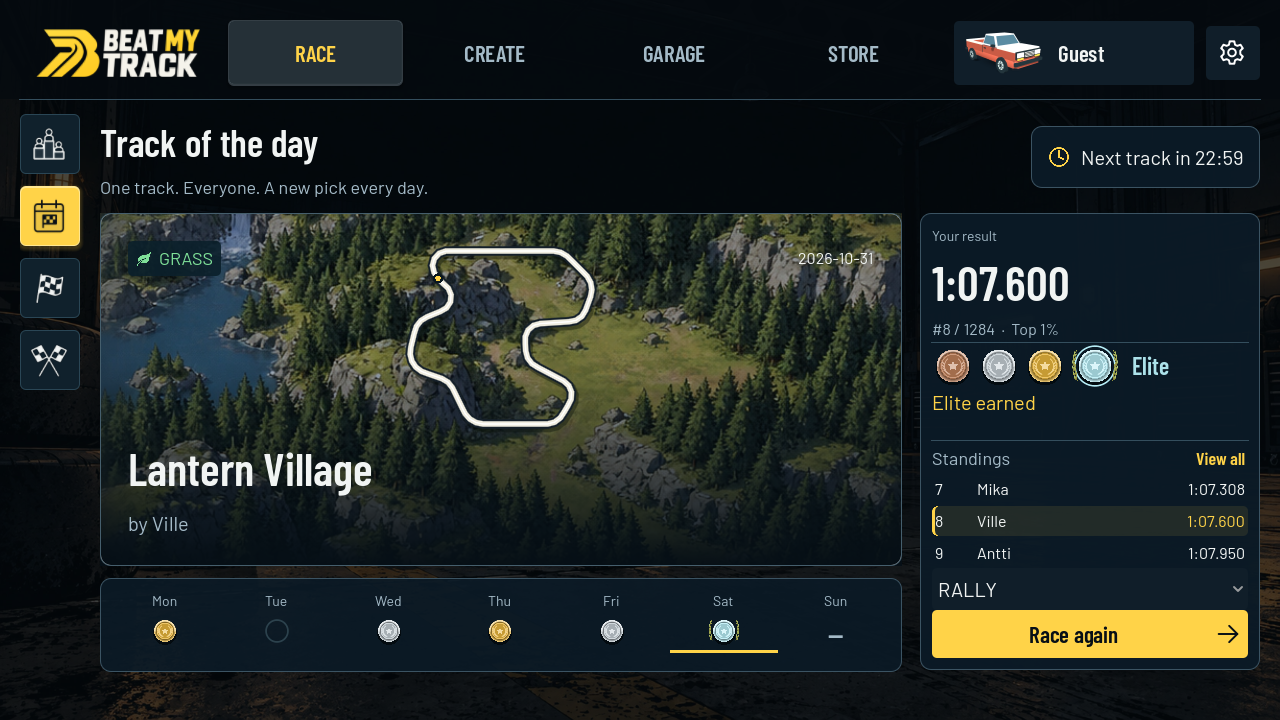 BEAT MY
TRACK
RACE
CREATE
GARAGE
STORE
Guest
Track of the day
One track. Everyone. A new pick every day.
Next track in 22:59
GRASS
2026-10-31
Lantern Village
by Ville
Your result
1:07.600
#8 / 1284 · Top 1%
Elite
Elite earned
Standings
View all
7 Mika 1:07.308
8 Ville 1:07.600
9 Antti 1:07.950
RALLY
Race again
Mon Tue Wed Thu Fri Sat Sun